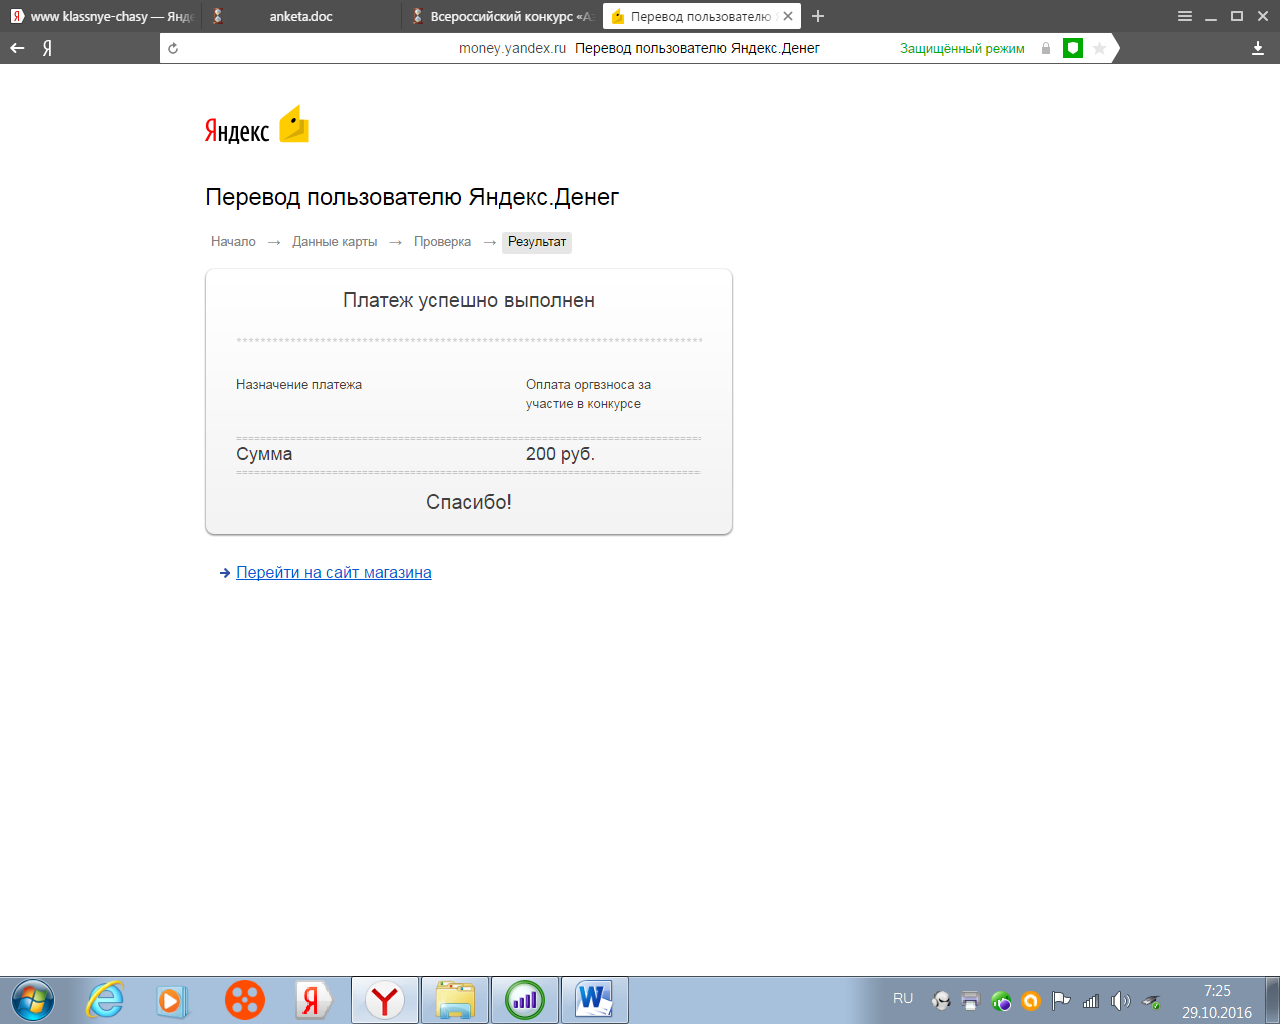 www klassnye-chasy — Янде
anketa.doc
Всероссийский конкурс «Аз
Перевод пользователю Я
Я
money.yandex.ru Перевод пользователю Яндекс.Денег
Защищённый режим
Яндекс
Перевод пользователю Яндекс.Денег
Начало → Данные карты → Проверка → Результат
Платеж успешно выполнен
Назначение платежа
Оплата оргвзноса за
участие в конкурсе
Сумма 200 руб.
Спасибо!
Перейти на сайт магазина
RU
7:25
29.10.2016